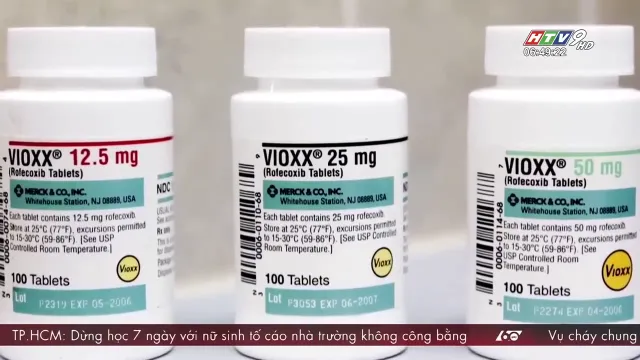 HTV9 HD
06:49:22
VIOXX® 12.5 mg
(Rofecoxib Tablets)
MERCK & CO., INC.
Whitehouse Station, NJ 08889, USA
NDC
Each tablet contains 12.5 mg rofecoxib.
Store at 25°C (77°F), excursions permitted
to 15-30°C (59-86°F). [See
USP Controlled
Room Temperature.]
VIOXX
100 Tablets
Lot P2319 EXP 05-2006
VIOXX® 25 mg
(Rofecoxib Tablets)
MERCK & CO., INC.
Whitehouse Station, NJ 08889, USA
Each tablet contains 25 mg rofecoxib.
Store at 25°C (77°F), excursions permitted
to 15-30°C (59-86°F). [See
USP Controlled
Room Temperature.]
0006-0110-68
VIOXX
100 Tablets
Lot P3053 EXP 06-2007
VIOXX® 50 mg
(Rofecoxib Tablets)
MERCK & CO., INC.
Whitehouse Station, NJ 08889, USA
Each tablet contains 50 mg rofecoxib.
Store at 25°C (77°F), excursions permitted
to 15-30°C (59-86°F). [See
USP Controlled
Room Temperature.]
0006-0114-68
VIOXX
100 Tablets
Lot P2274 EXP 04-2006
TP.HCM: Dừng học 7 ngày với nữ sinh tố cáo nhà trường không công bằng
Vụ cháy chung